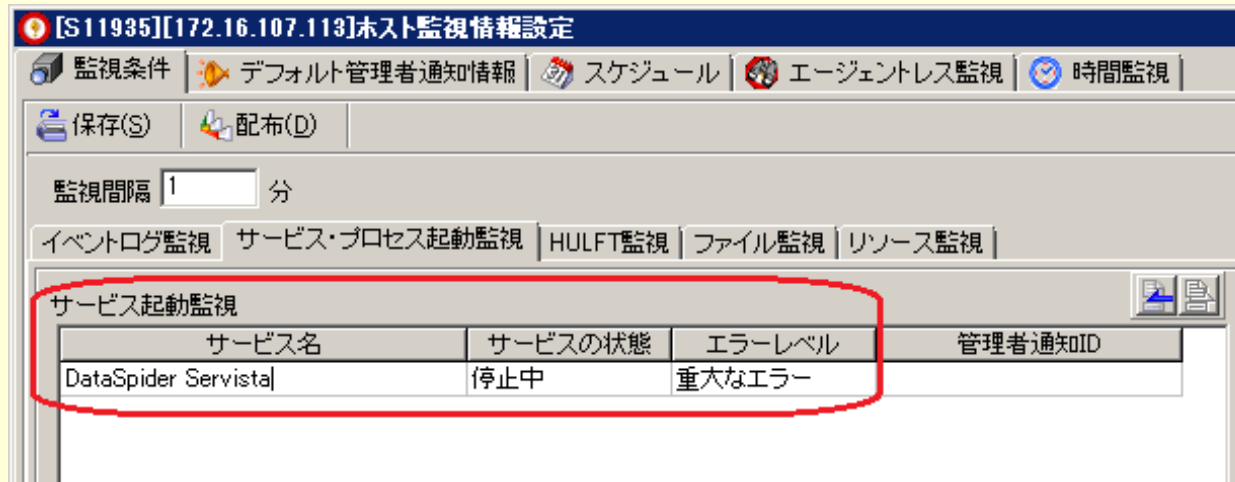 [S11935][172.16.107.113]ホスト監視情報設定
監視条件 デフォルト管理者通知情報 スケジュール エージェントレス監視 時間監視
保存(S) 配布(D)
監視間隔 1 分
イベントログ監視 サービス・プロセス起動監視 HULFT監視 ファイル監視 リソース監視
サービス起動監視
サービス名 サービスの状態 エラーレベル 管理者通知ID
DataSpider Servista 停止中 重大なエラー